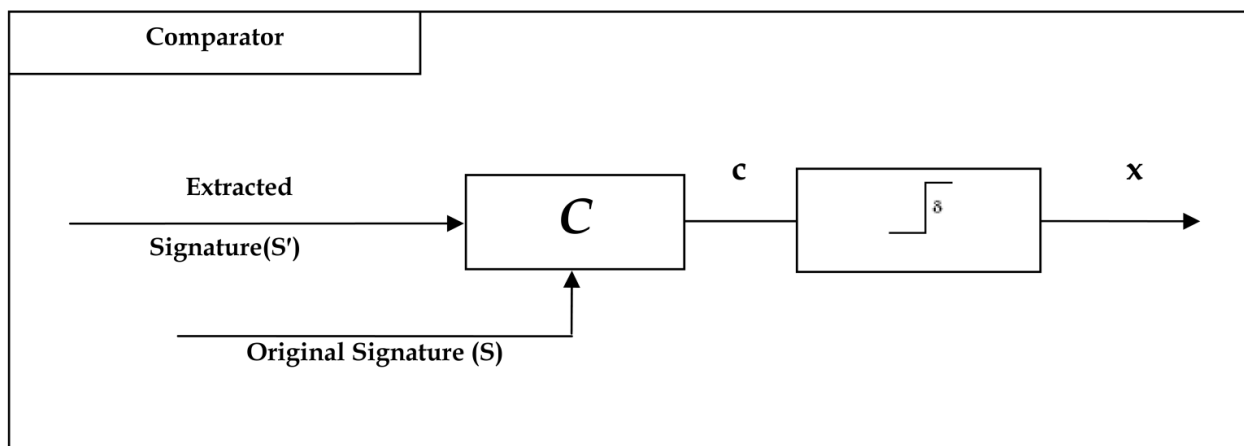 Comparator
Extracted
Signature(S′)
C
c
δ
x
Original Signature (S)